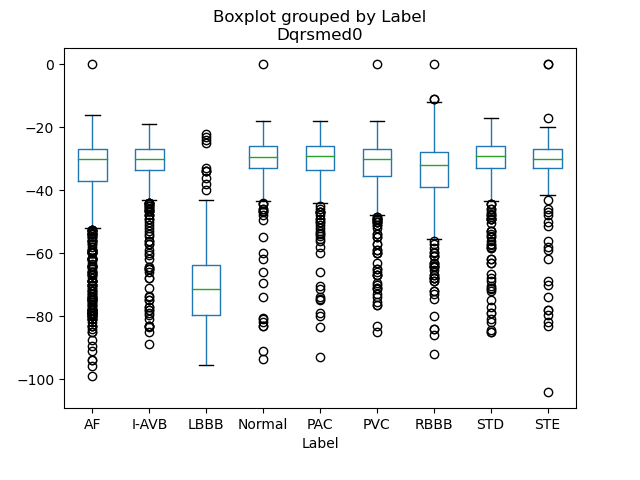 Boxplot grouped by Label
Dqrsmed0
0
−20
−40
−60
−80
−100
AF I-AVB LBBB Normal PAC PVC RBBB STD STE
Label